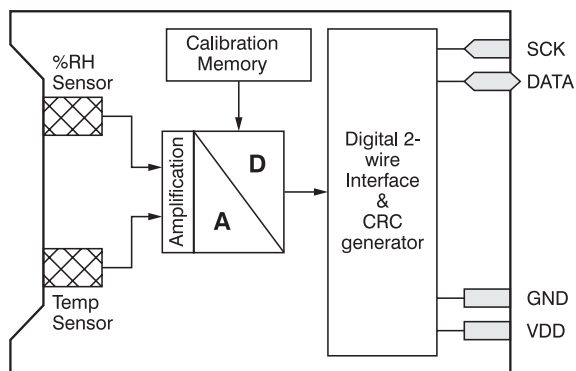 %RH
Sensor
Calibration
Memory
SCK
DATA
Amplification
D
A
Digital 2-
wire
Interface
&
CRC
generator
Temp
Sensor
GND
VDD